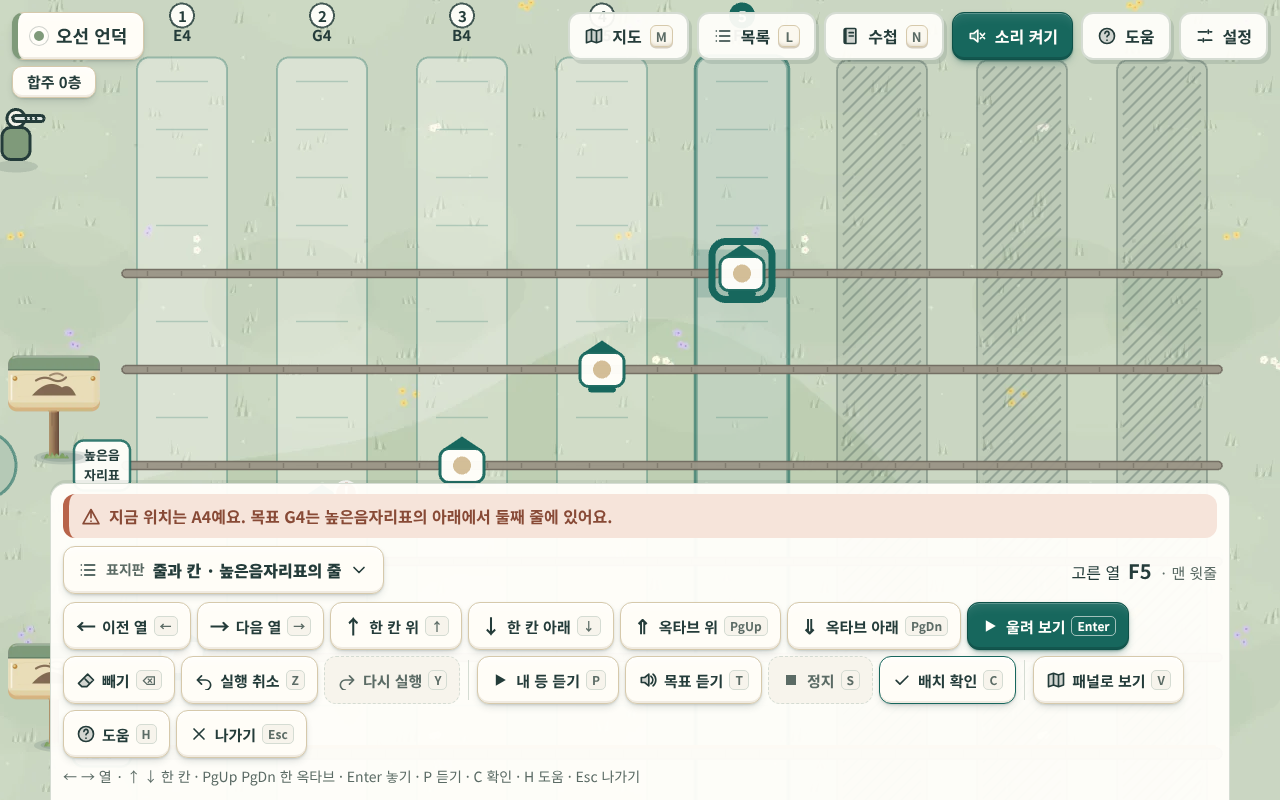 1 2 3
E4 G4 B4
오선 언덕
지도 M 목록 L 수첩 N 소리 켜기 도움 설정
합주 0층
높은음
자리표
지금 위치는 A4예요. 목표 G4는 높은음자리표의 아래에서 둘째 줄에 있어요.
표지판 줄과 칸 · 높은음자리표의 줄
고른 열 F5 · 맨 윗줄
← 이전 열 ← → 다음 열 → ↑ 한 칸 위 ↑ ↓ 한 칸 아래 ↓ ⇑ 옥타브 위 PgUp ⇓ 옥타브 아래 PgDn 울려 보기 Enter
빼기 ⌫ 실행 취소 Z 다시 실행 Y 내 등 듣기 P 목표 듣기 T 정지 S 배치 확인 C 패널로 보기 V
도움 H 나가기 Esc
← → 열 · ↑ ↓ 한 칸 · PgUp PgDn 한 옥타브 · Enter 놓기 · P 듣기 · C 확인 · H 도움 · Esc 나가기